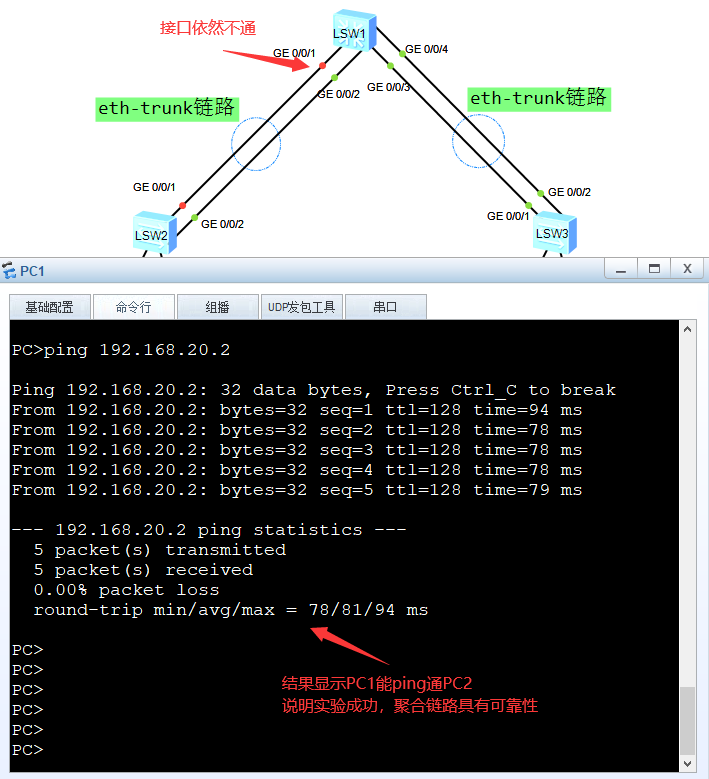 接口依然不通
LSW1
GE 0/0/1
GE 0/0/4
GE 0/0/2
GE 0/0/3
eth-trunk链路
eth-trunk链路
GE 0/0/1
GE 0/0/2
GE 0/0/2
GE 0/0/1
LSW2
LSW3
PC1
基础配置
命令行
组播
UDP发包工具
串口
PC>ping 192.168.20.2
Ping 192.168.20.2: 32 data bytes, Press Ctrl_C to break
From 192.168.20.2: bytes=32 seq=1 ttl=128 time=94 ms
From 192.168.20.2: bytes=32 seq=2 ttl=128 time=78 ms
From 192.168.20.2: bytes=32 seq=3 ttl=128 time=78 ms
From 192.168.20.2: bytes=32 seq=4 ttl=128 time=78 ms
From 192.168.20.2: bytes=32 seq=5 ttl=128 time=79 ms
--- 192.168.20.2 ping statistics ---
5 packet(s) transmitted
5 packet(s) received
0.00% packet loss
round-trip min/avg/max = 78/81/94 ms
PC>
PC>
PC>
PC>
PC>
PC>
结果显示PC1能ping通PC2
说明实验成功，聚合链路具有可靠性